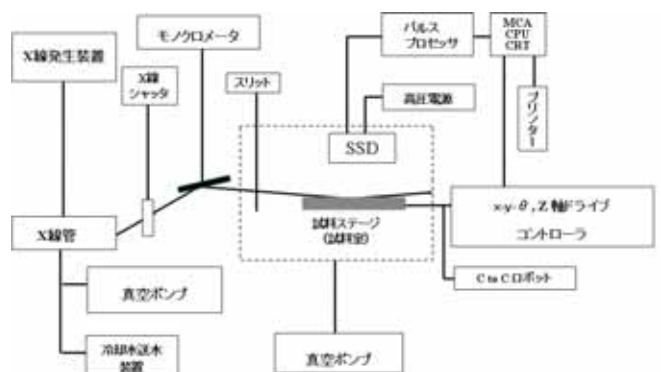 モノクロメータ
パルス
プロセッサ
MCA
CPU
CRT
X線発生装置
X線
シャッタ
スリット
高圧電源
プリンター
SSD
X線管
試料ステージ
(試料室)
x-y-θ, Z 軸ドライブ
コントローラ
C to C ロボット
真空ポンプ
冷却水送水
装置
真空ポンプ